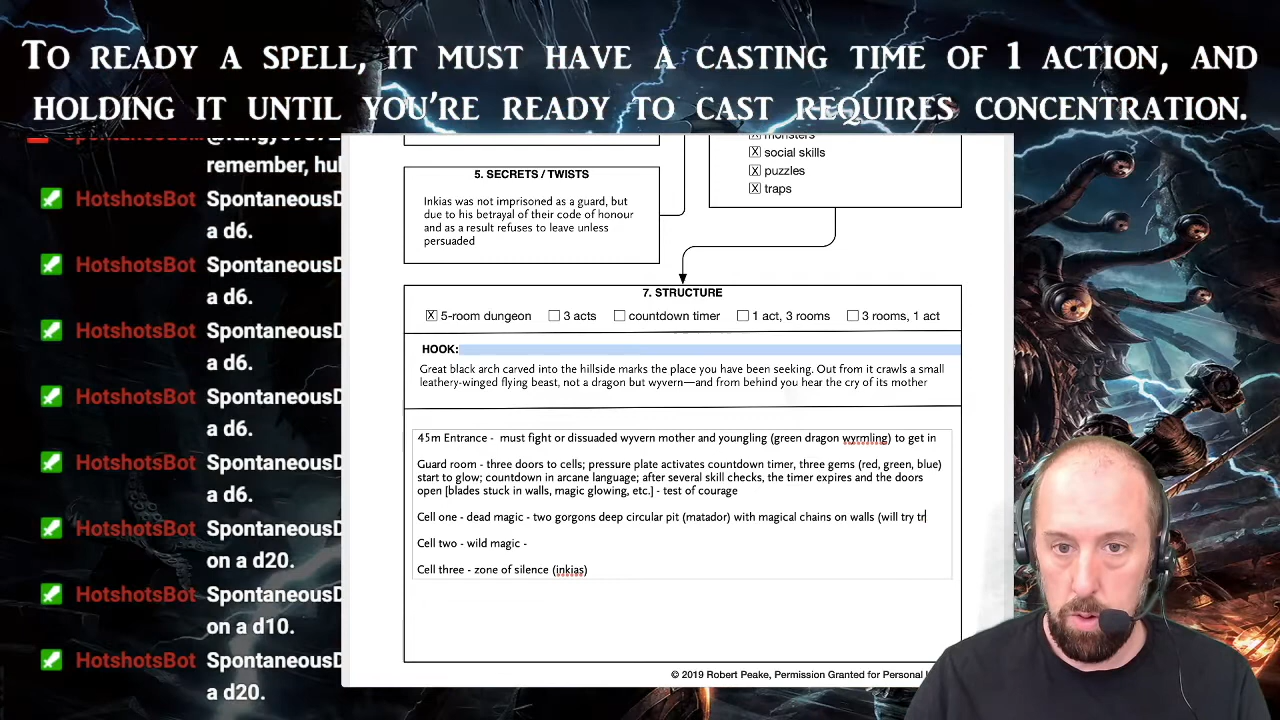 To ready a spell, it must have a casting time of 1 action, and
holding it until you're ready to cast requires concentration.
remember, hul
HotshotsBot SpontaneousD
a d6.
HotshotsBot SpontaneousD
a d6.
HotshotsBot SpontaneousD
a d6.
HotshotsBot SpontaneousD
a d6.
HotshotsBot SpontaneousD
a d6.
HotshotsBot SpontaneousD
on a d20.
HotshotsBot SpontaneousD
on a d10.
HotshotsBot SpontaneousD
a d20.
monsters
social skills
puzzles
traps
5. SECRETS / TWISTS
Inkias was not imprisoned as a guard, but
due to his betrayal of their code of honour
and as a result refuses to leave unless
persuaded
7. STRUCTURE
5-room dungeon 3 acts countdown timer 1 act, 3 rooms 3 rooms, 1 act
HOOK:
Great black arch carved into the hillside marks the place you have been seeking. Out from it crawls a small
leathery-winged flying beast, not a dragon but wyvern—and from behind you hear the cry of its mother
45m Entrance - must fight or dissuaded wyvern mother and youngling (green dragon wyrmling) to get in
Guard room - three doors to cells; pressure plate activates countdown timer, three gems (red, green, blue)
start to glow; countdown in arcane language; after several skill checks, the timer expires and the doors
open [blades stuck in walls, magic glowing, etc.] - test of courage
Cell one - dead magic - two gorgons deep circular pit (matador) with magical chains on walls (will try tr
Cell two - wild magic -
Cell three - zone of silence (inkias)
© 2019 Robert Peake, Permission Granted for Personal